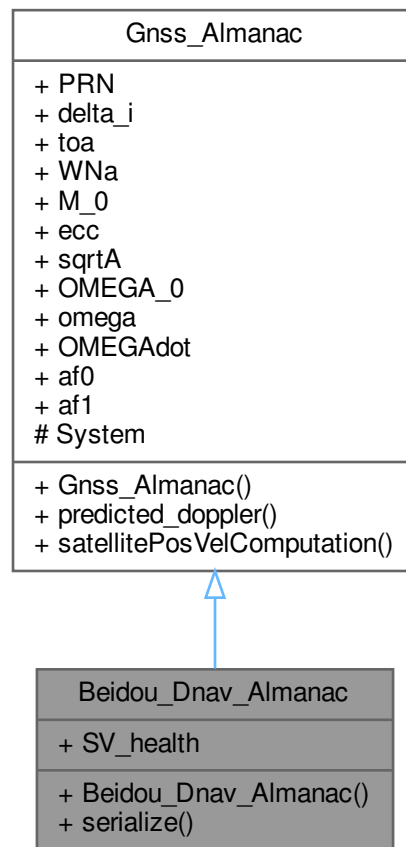 Gnss_Almanac
+ PRN
+ delta_i
+ toa
+ WNa
+ M_0
+ ecc
+ sqrtA
+ OMEGA_0
+ omega
+ OMEGAdot
+ af0
+ af1
# System
+ Gnss_Almanac()
+ predicted_doppler()
+ satellitePosVelComputation()
Beidou_Dnav_Almanac
+ SV_health
+ Beidou_Dnav_Almanac()
+ serialize()